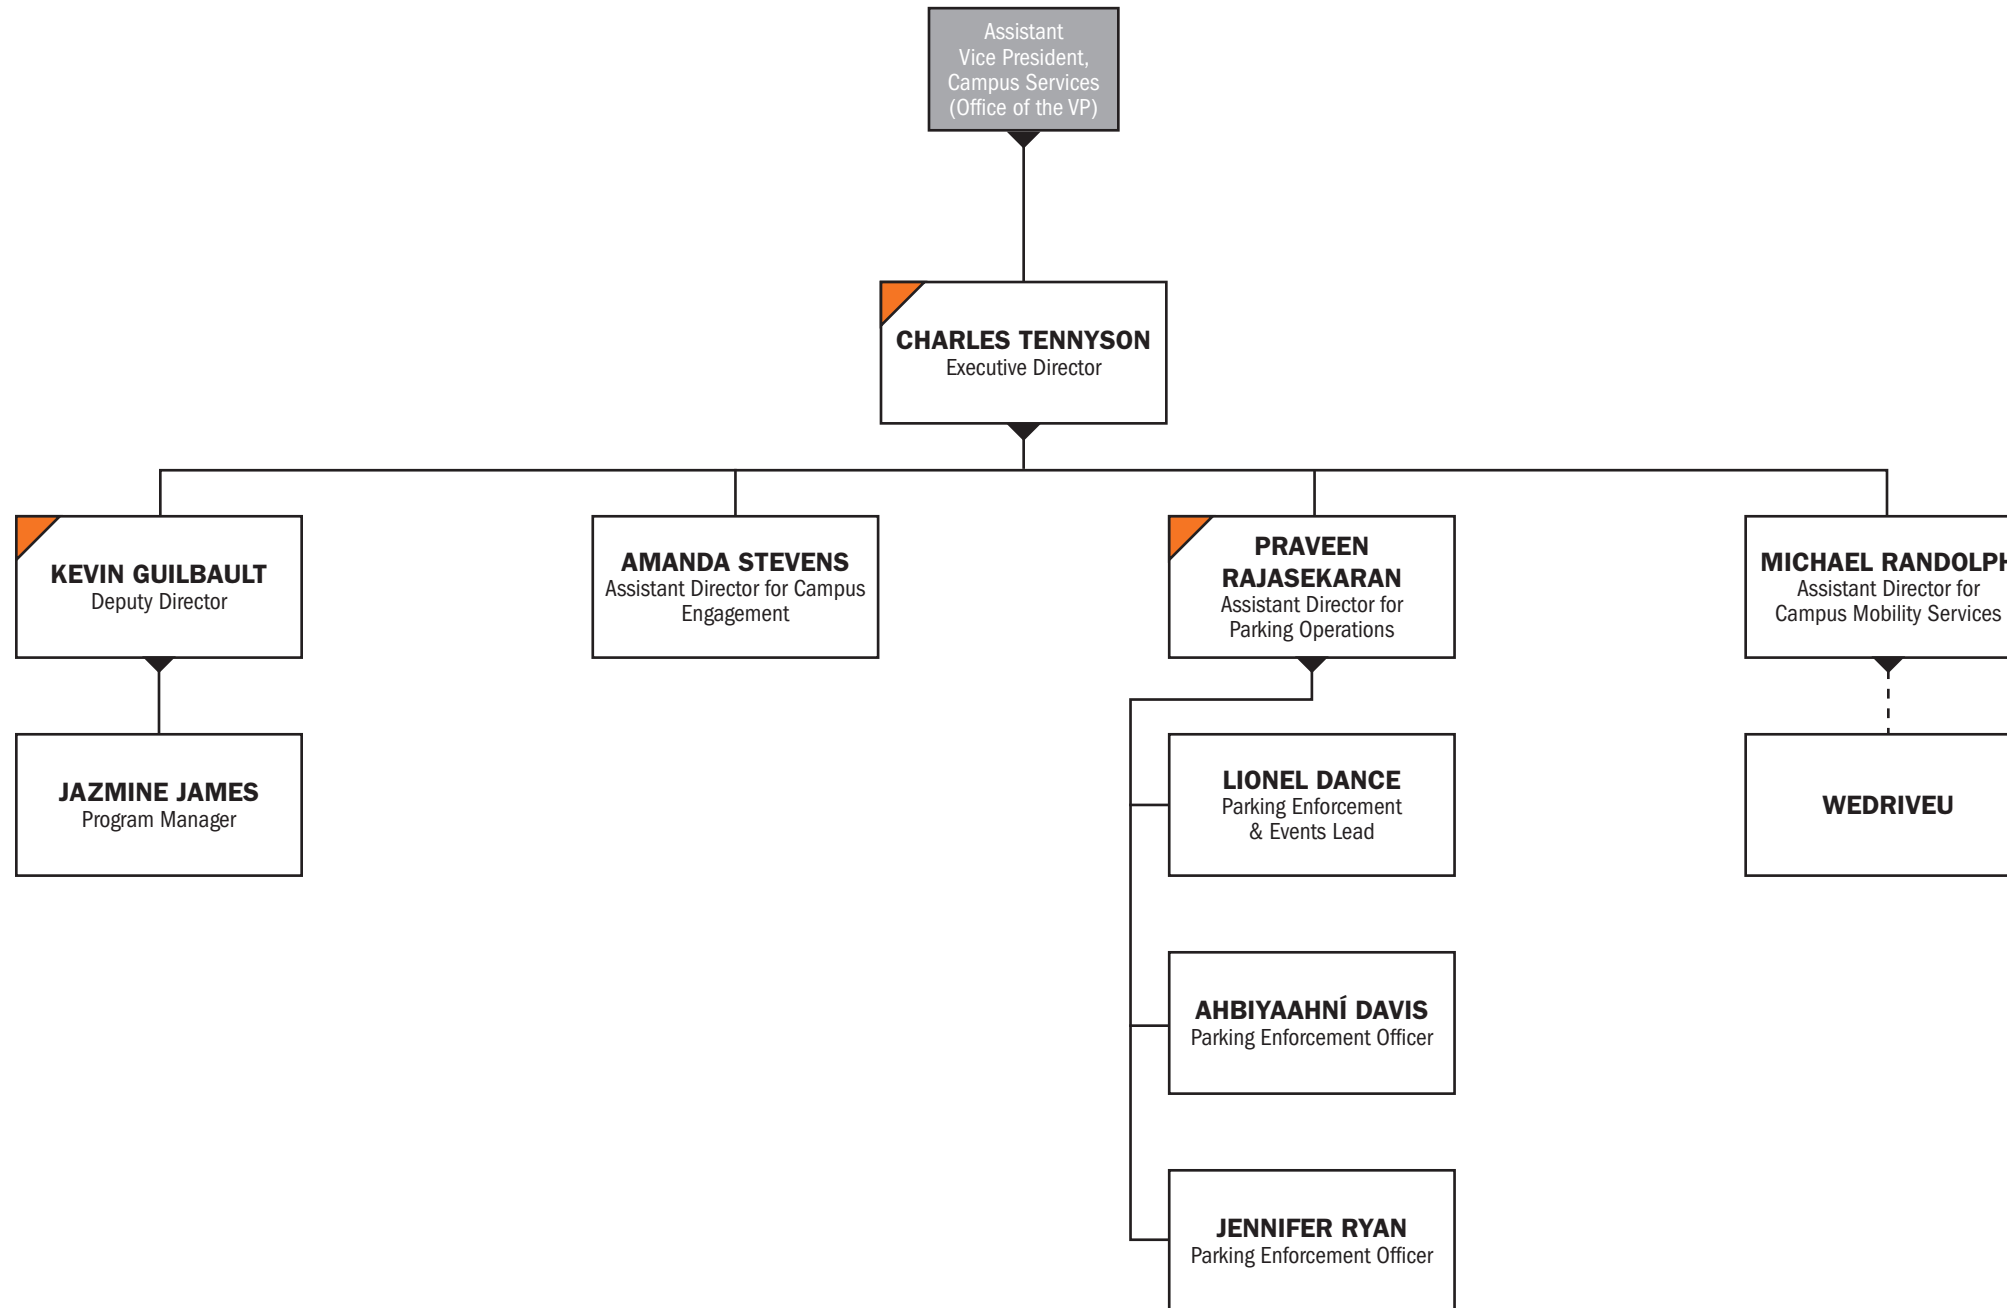 Assistant
Vice President,
Campus Services
(Office of the VP)
CHARLES TENNYSON
Executive Director
KEVIN GUILBAULT
Deputy Director
AMANDA STEVENS
Assistant Director for Campus
Engagement
PRAVEEN
RAJASEKARAN
Assistant Director for
Parking Operations
MICHAEL RANDOLPH
Assistant Director for
Campus Mobility Services
JAZMINE JAMES
Program Manager
LIONEL DANCE
Parking Enforcement
& Events Lead
WEDRIVEU
AHBIYAAHNÍ DAVIS
Parking Enforcement Officer
JENNIFER RYAN
Parking Enforcement Officer